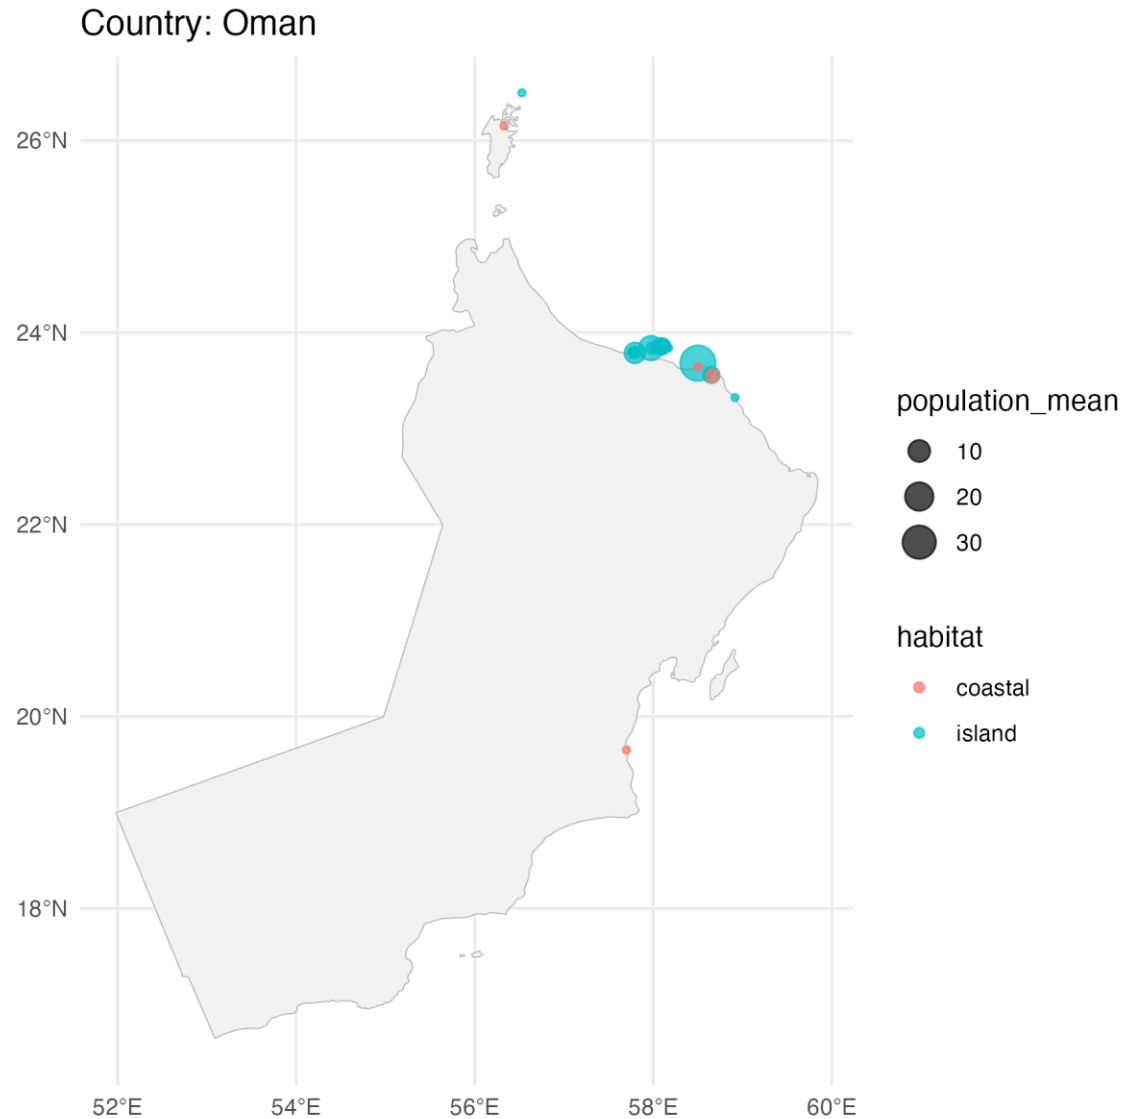 Country: Oman
26°N
24°N
22°N
20°N
18°N
52°E
54°E
56°E
58°E
60°E
population_mean
10
20
30
habitat
coastal
island